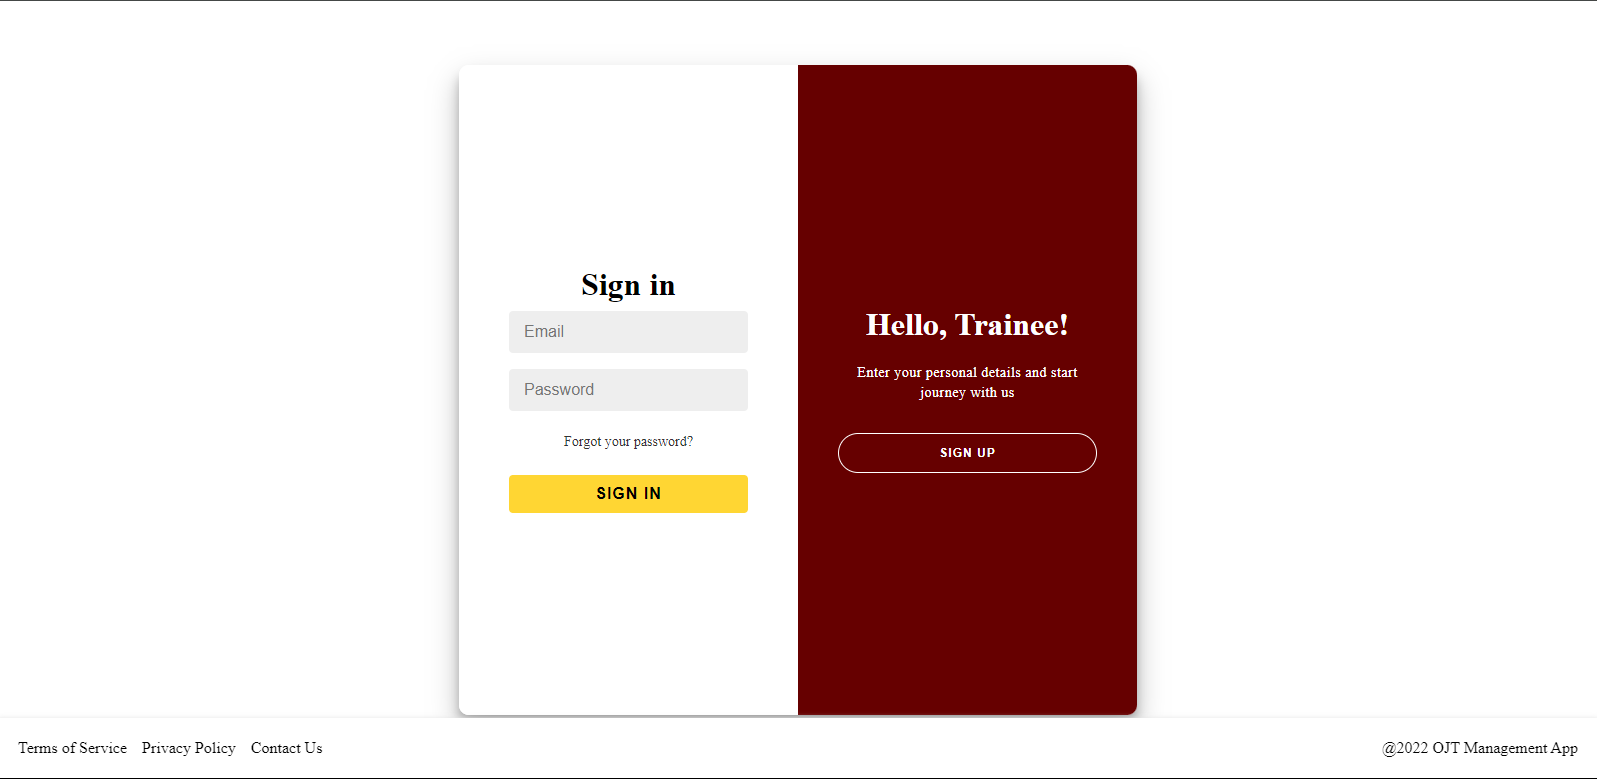 Sign in
Email
Password
Forgot your password?
SIGN IN
Hello, Trainee!
Enter your personal details and start
journey with us
SIGN UP
Terms of Service
Privacy Policy
Contact Us
@2022 OJT Management App